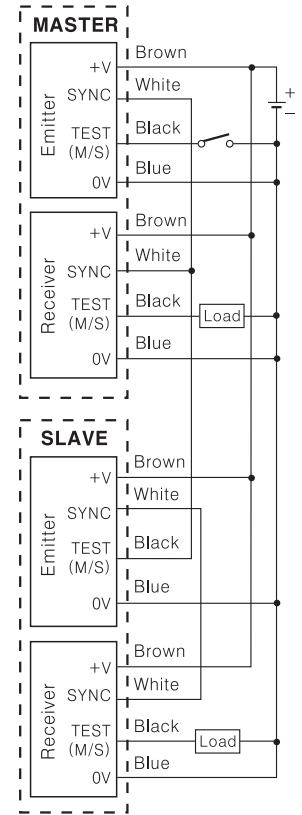 MASTER
Brown
+V
White
SYNC
Emitter
TEST
(M/S)
Black
Blue
0V
+
−
Brown
+V
White
SYNC
Receiver
TEST
(M/S)
Black
Load
Blue
0V
SLAVE
Brown
+V
White
SYNC
Emitter
TEST
(M/S)
Black
Blue
0V
Brown
+V
White
SYNC
Receiver
TEST
(M/S)
Black
Load
Blue
0V